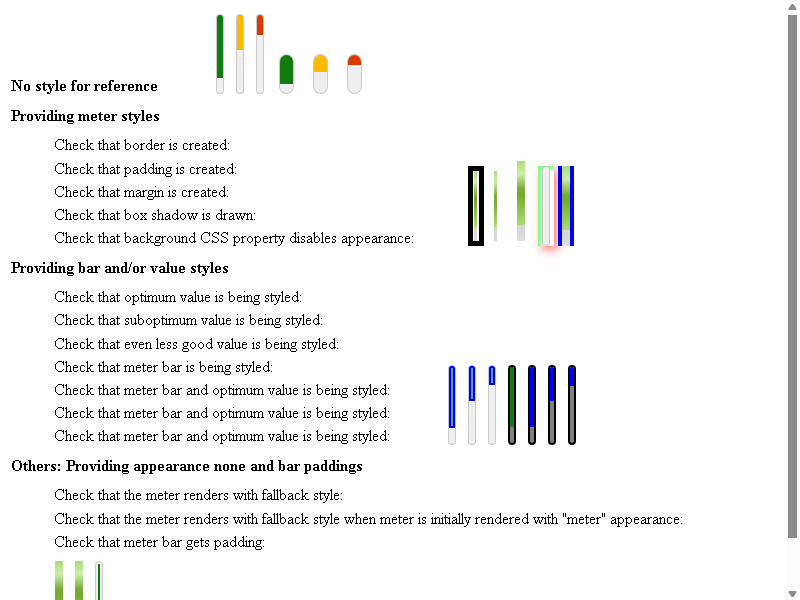 No style for reference
Providing meter styles
Check that border is created:
Check that padding is created:
Check that margin is created:
Check that box shadow is drawn:
Check that background CSS property disables appearance:
Providing bar and/or value styles
Check that optimum value is being styled:
Check that suboptimum value is being styled:
Check that even less good value is being styled:
Check that meter bar is being styled:
Check that meter bar and optimum value is being styled:
Check that meter bar and optimum value is being styled:
Check that meter bar and optimum value is being styled:
Others: Providing appearance none and bar paddings
Check that the meter renders with fallback style:
Check that the meter renders with fallback style when meter is initially rendered with "meter" appearance:
Check that meter bar gets padding: